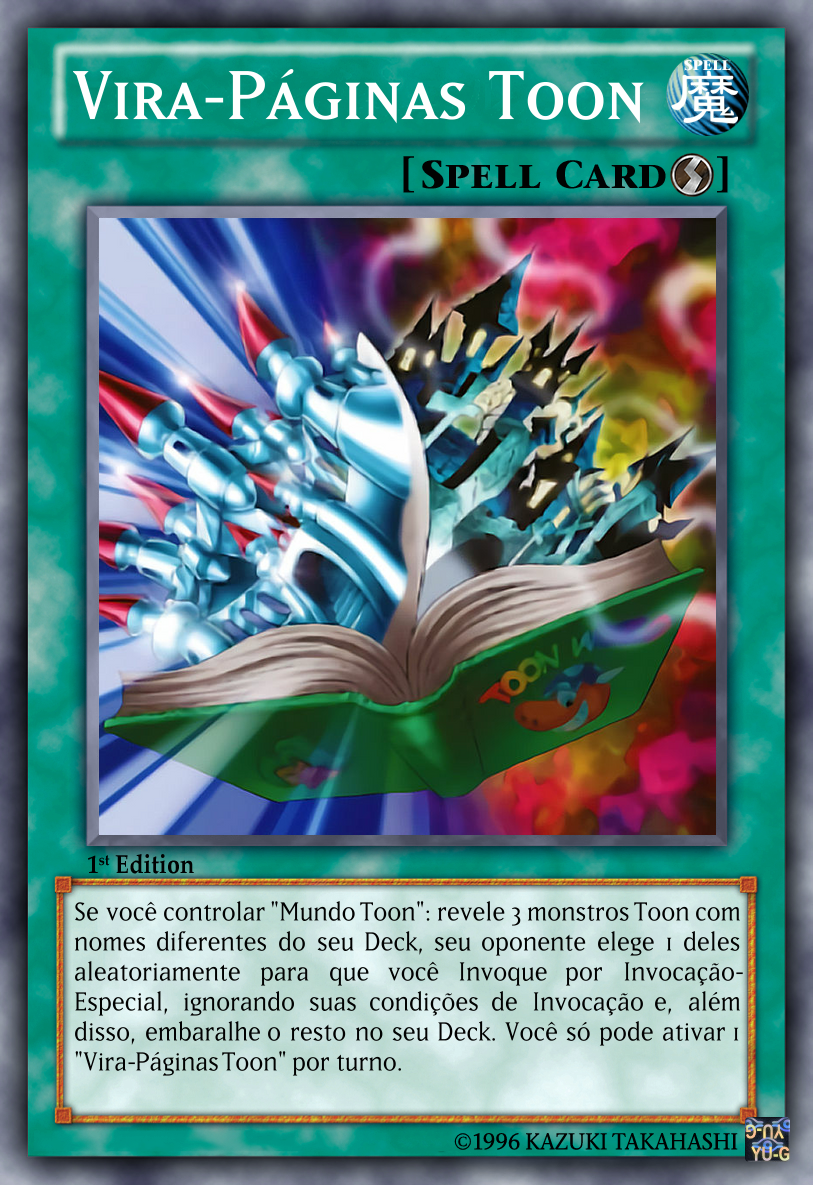 Vira-Páginas Toon
SPELL
魔
[Spell Card]
TOON W
1st Edition
Se você controlar "Mundo Toon": revele 3 monstros Toon com
nomes diferentes do seu Deck, seu oponente elege 1 deles
aleatoriamente para que você Invoque por Invocação-
Especial, ignorando suas condições de Invocação e, além
disso, embaralhe o resto no seu Deck. Você só pode ativar 1
"Vira-Páginas Toon" por turno.
©1996 KAZUKI TAKAHASHI
YU-G
YU-G